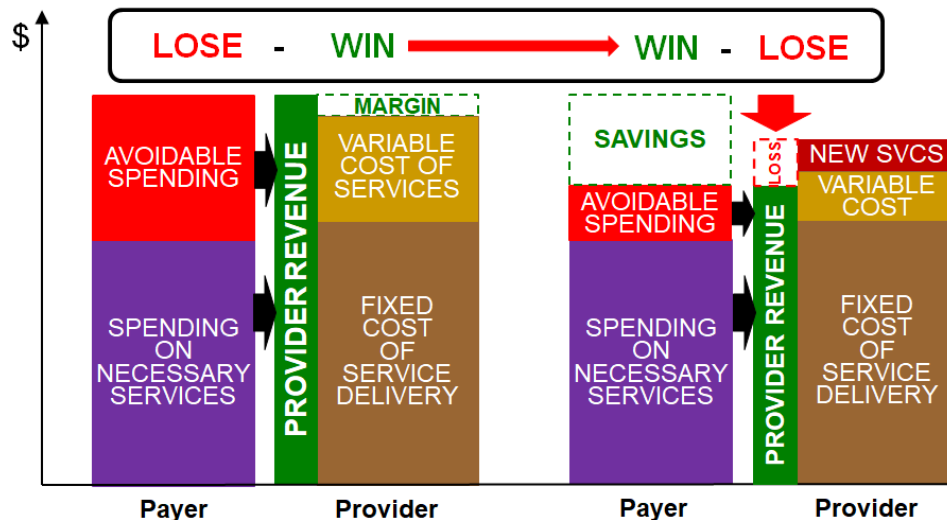 $
LOSE - WIN WIN - LOSE
AVOIDABLE
SPENDING
SPENDING
ON
NECESSARY
SERVICES
PROVIDER REVENUE
MARGIN
VARIABLE
COST OF
SERVICES
FIXED
COST
OF
SERVICE
DELIVERY
SAVINGS
AVOIDABLE
SPENDING
SPENDING
ON
NECESSARY
SERVICES
LOSS
PROVIDER REVENUE
NEW SVCS
VARIABLE
COST
FIXED
COST
OF
SERVICE
DELIVERY
Payer Provider Payer Provider